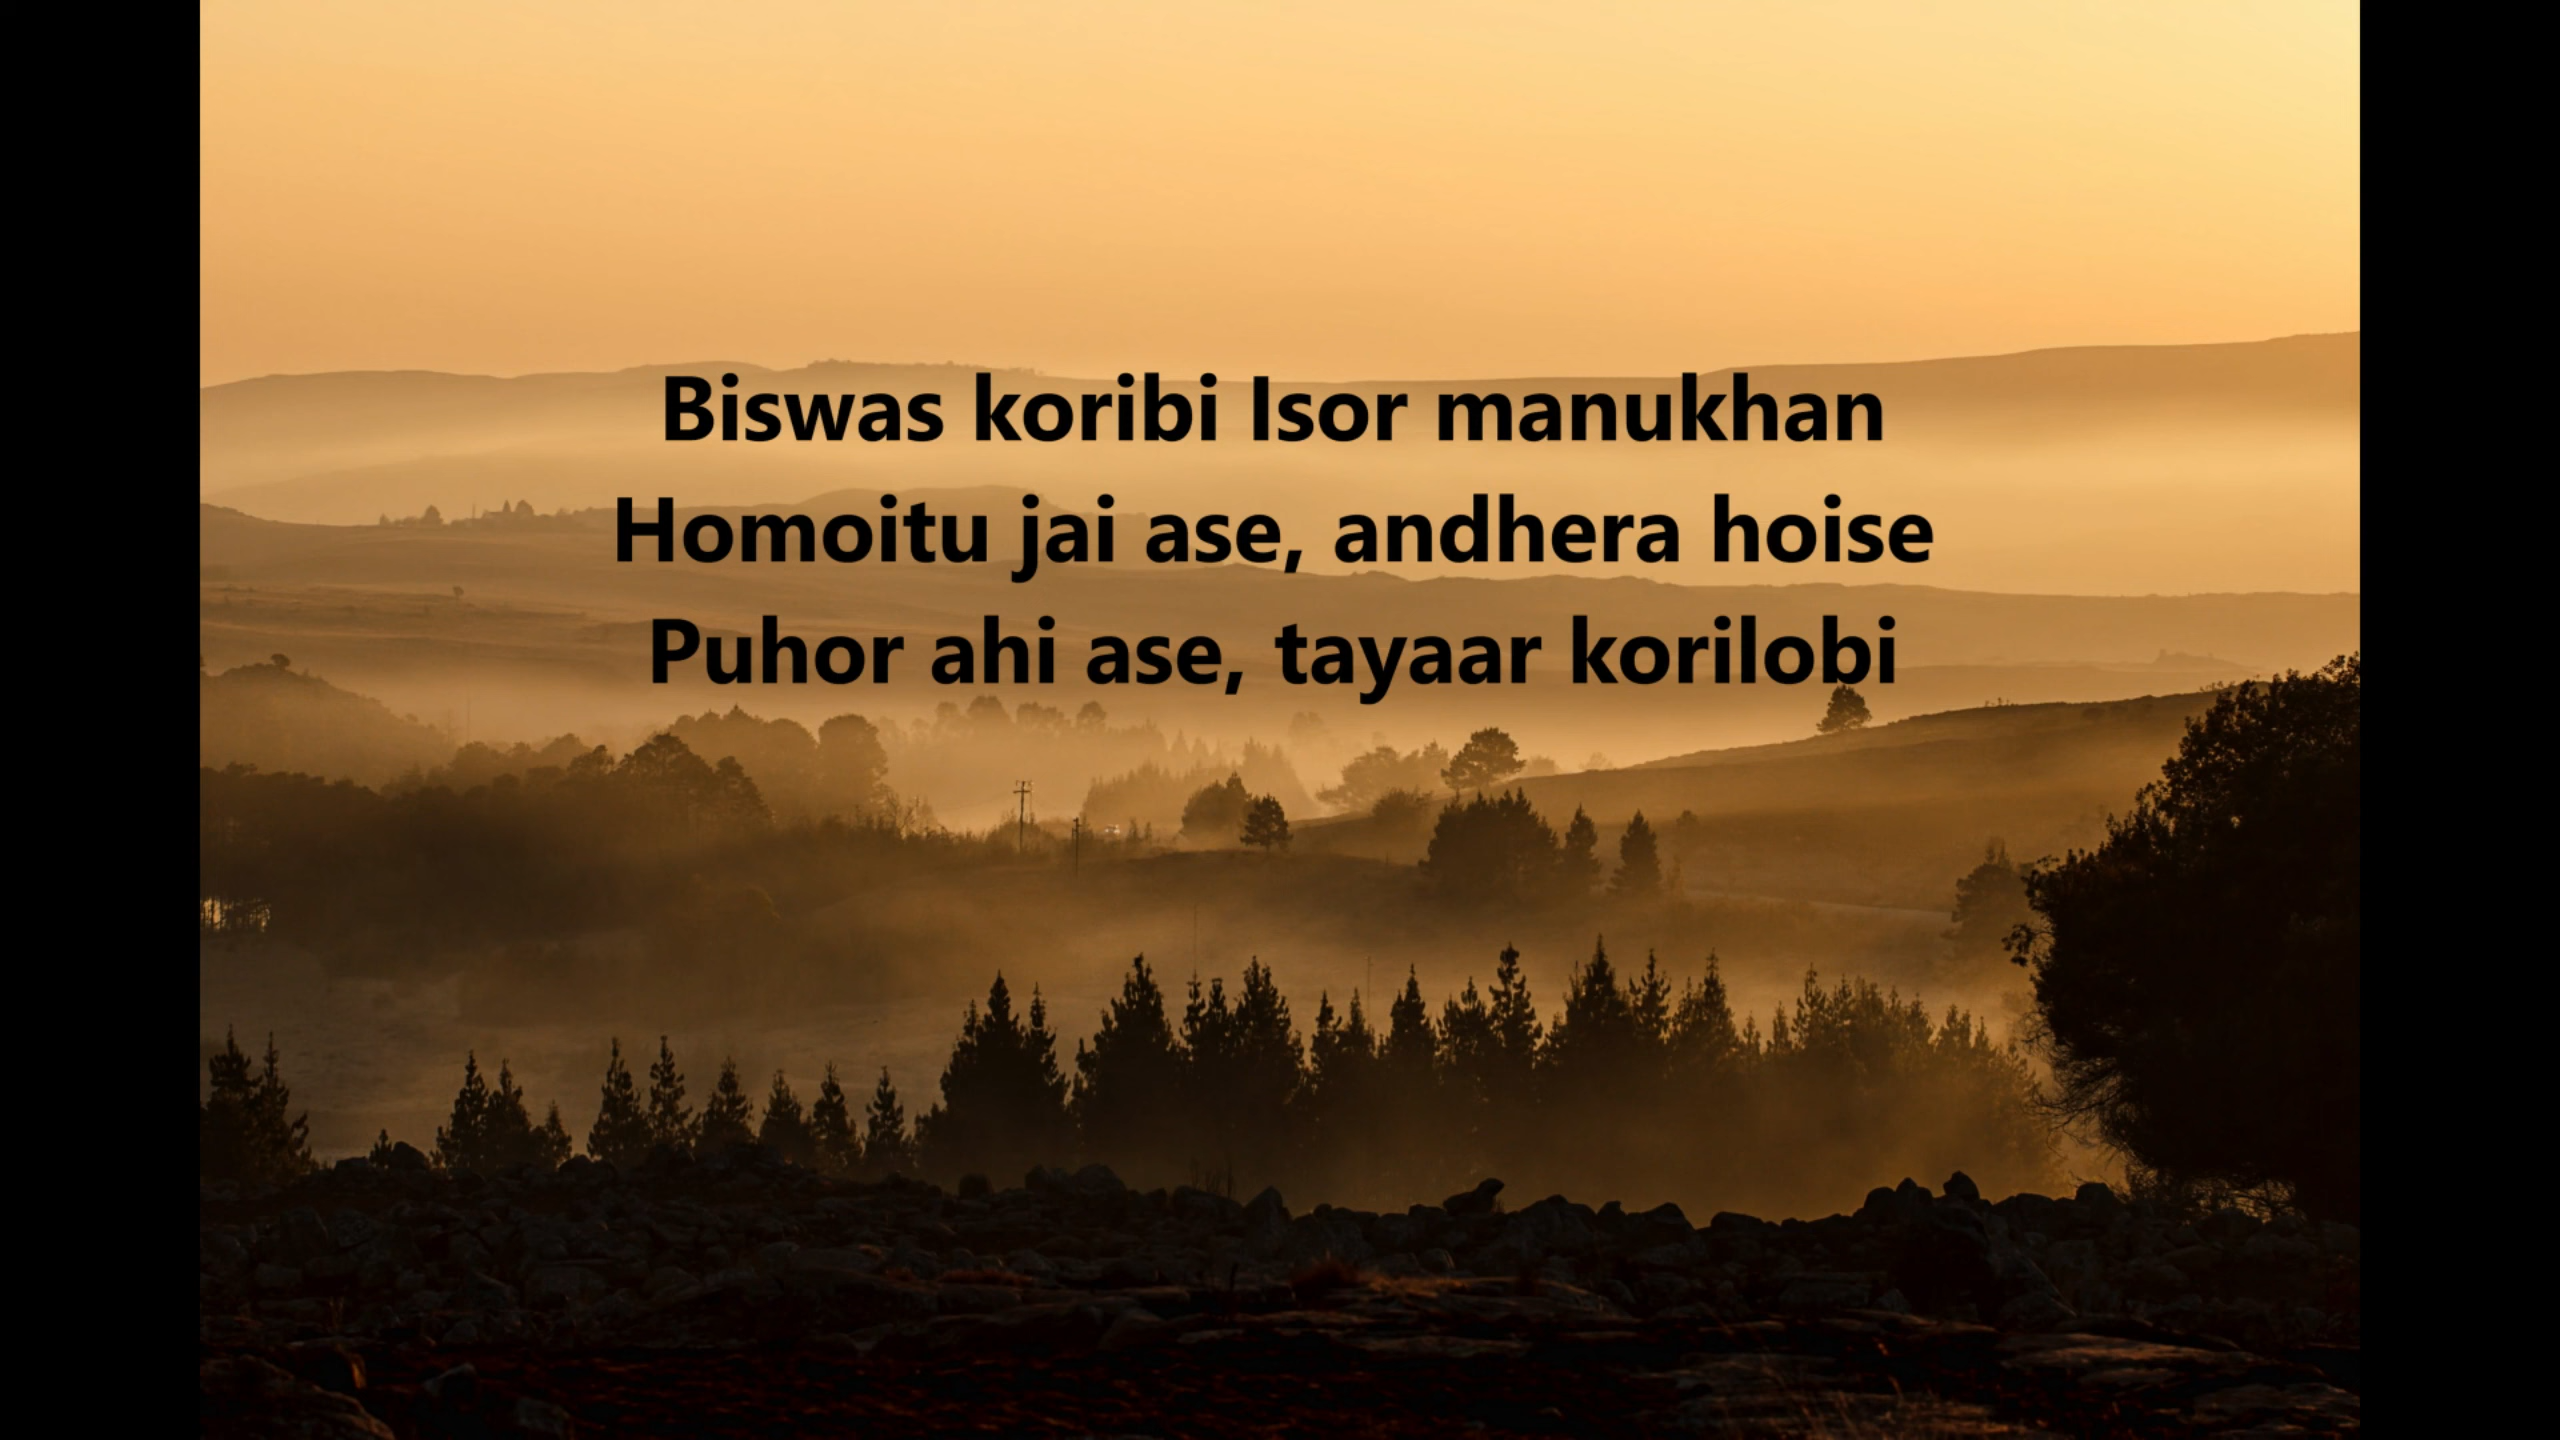 Biswas koribi Isor manukhan
Homoitu jai ase, andhera hoise
Puhor ahi ase, tayaar korilobi